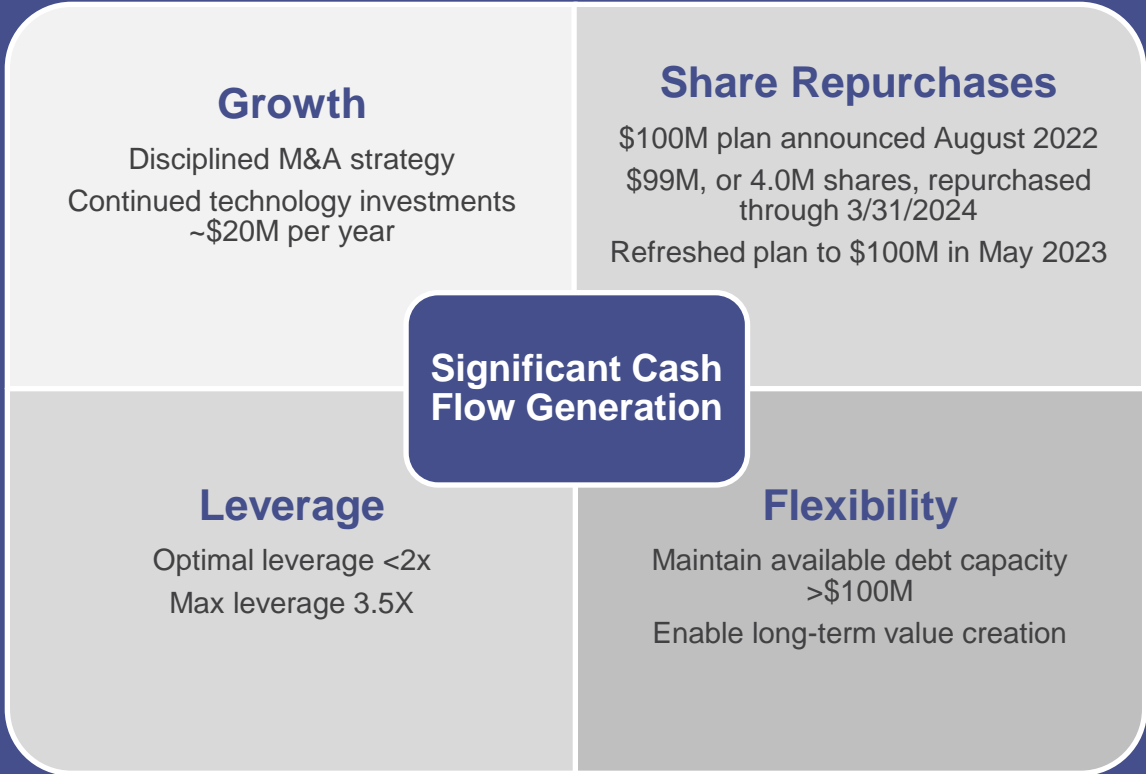 Growth
Disciplined M&A strategy
Continued technology investments
~$20M per year
Share Repurchases
$100M plan announced August 2022
$99M, or 4.0M shares, repurchased
through 3/31/2024
Refreshed plan to $100M in May 2023
Significant Cash
Flow Generation
Leverage
Optimal leverage <2x
Max leverage 3.5X
Flexibility
Maintain available debt capacity
>$100M
Enable long-term value creation